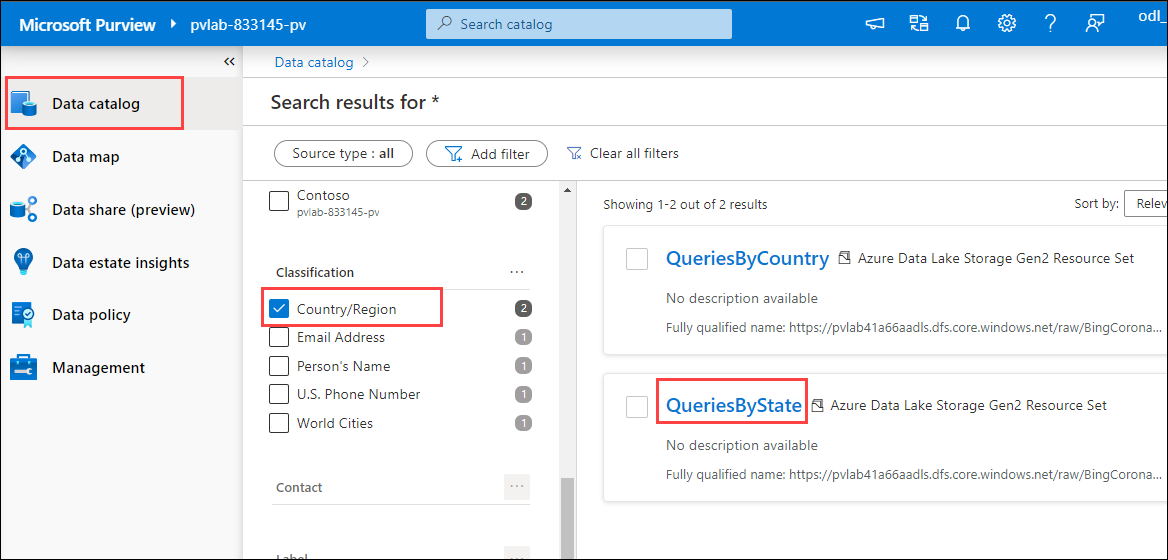 Microsoft Purview pvlab-833145-pv Search catalog odl_
Data catalog
Data map
Data share (preview)
Data estate insights
Data policy
Management
Data catalog
Search results for *
Source type : all Add filter Clear all filters
Contoso 2
pvlab-833145-pv
Classification ...
Country/Region 2
Email Address 1
Person's Name 1
U.S. Phone Number 1
World Cities 1
Contact ...
Label ...
Showing 1-2 out of 2 results Sort by: Relev
QueriesByCountry Azure Data Lake Storage Gen2 Resource Set
No description available
Fully qualified name: https://pvlab41a66aadls.dfs.core.windows.net/raw/BingCorona...
QueriesByState Azure Data Lake Storage Gen2 Resource Set
No description available
Fully qualified name: https://pvlab41a66aadls.dfs.core.windows.net/raw/BingCorona...